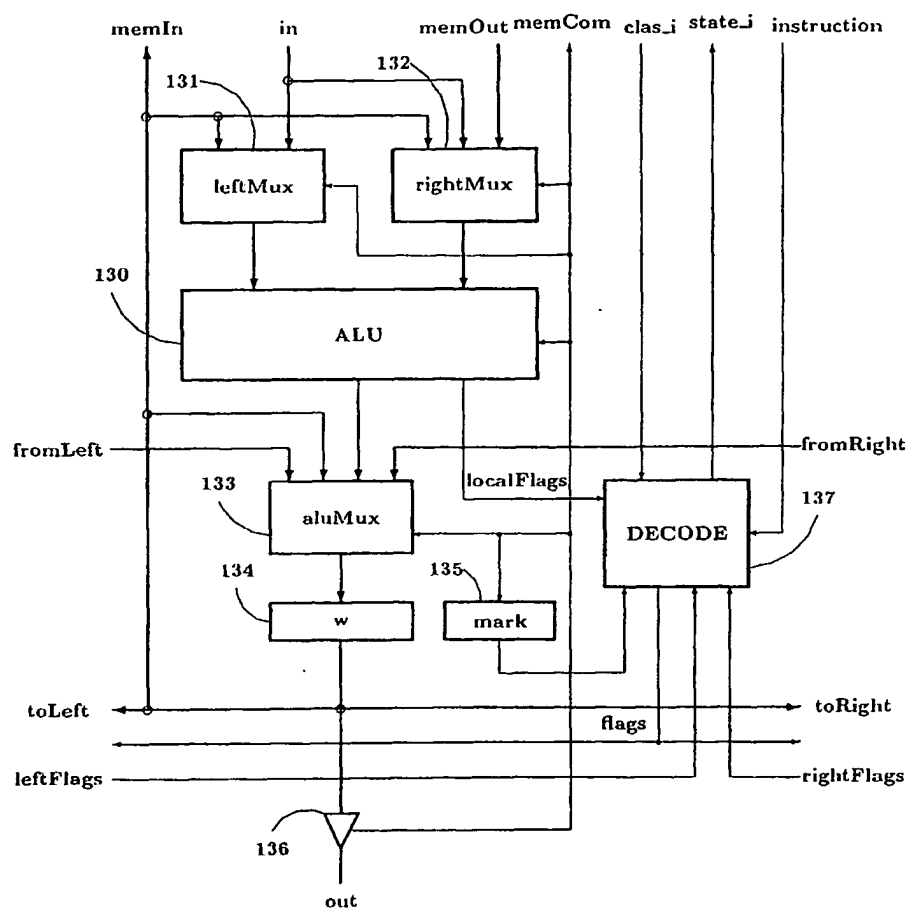 memIn in memOut memCom clas_i state_i instruction
131 132
leftMux rightMux
130
ALU
fromLeft fromRight
localFlags
133 aluMux DECODE 137
134 135
w mark
toLeft toRight
flags
leftFlags rightFlags
136
out